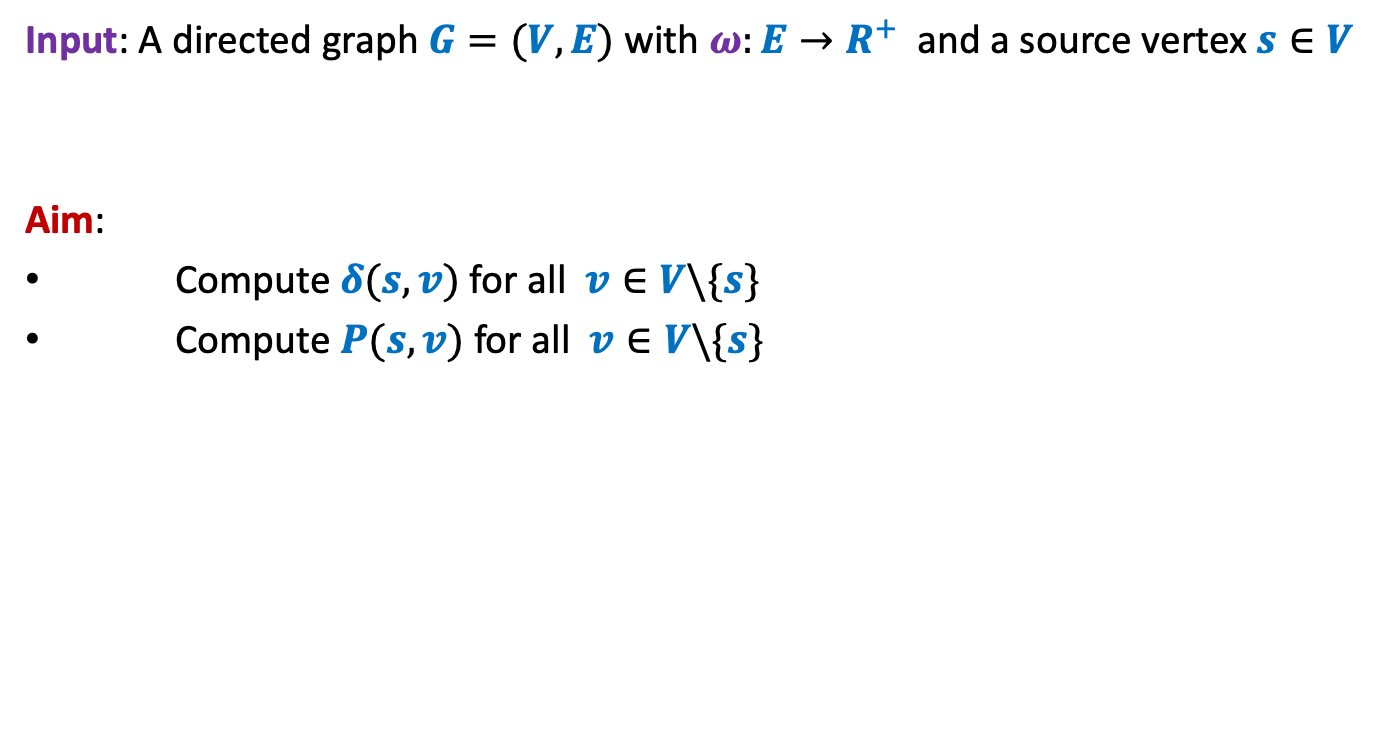 Input: A directed graph G = (V, E) with ω: E → R⁺ and a source vertex s ∈ V
Aim:
• Compute δ(s, v) for all v ∈ V\{s}
• Compute P(s, v) for all v ∈ V\{s}